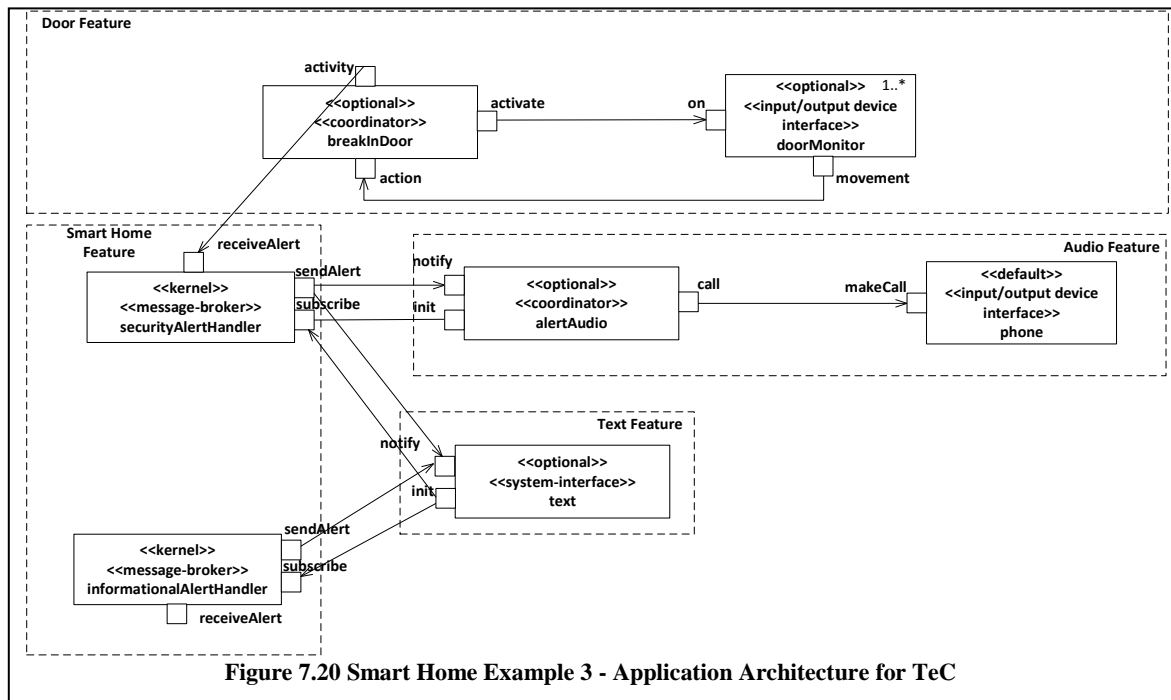 Door Feature
activity
<<optional>>
<<coordinator>>
breakInDoor
activate
action
on
<<optional>> 1..*
<<input/output device
interface>>
doorMonitor
movement
Smart Home
Feature
receiveAlert
<<kernel>>
<<message-broker>>
securityAlertHandler
sendAlert
subscribe
Audio Feature
notify
init
<<optional>>
<<coordinator>>
alertAudio
call
makeCall
<<default>>
<<input/output device
interface>>
phone
Text Feature
notify
init
<<optional>>
<<system-interface>>
text
sendAlert
subscribe
<<kernel>>
<<message-broker>>
informationalAlertHandler
receiveAlert
Figure 7.20 Smart Home Example 3 - Application Architecture for TeC